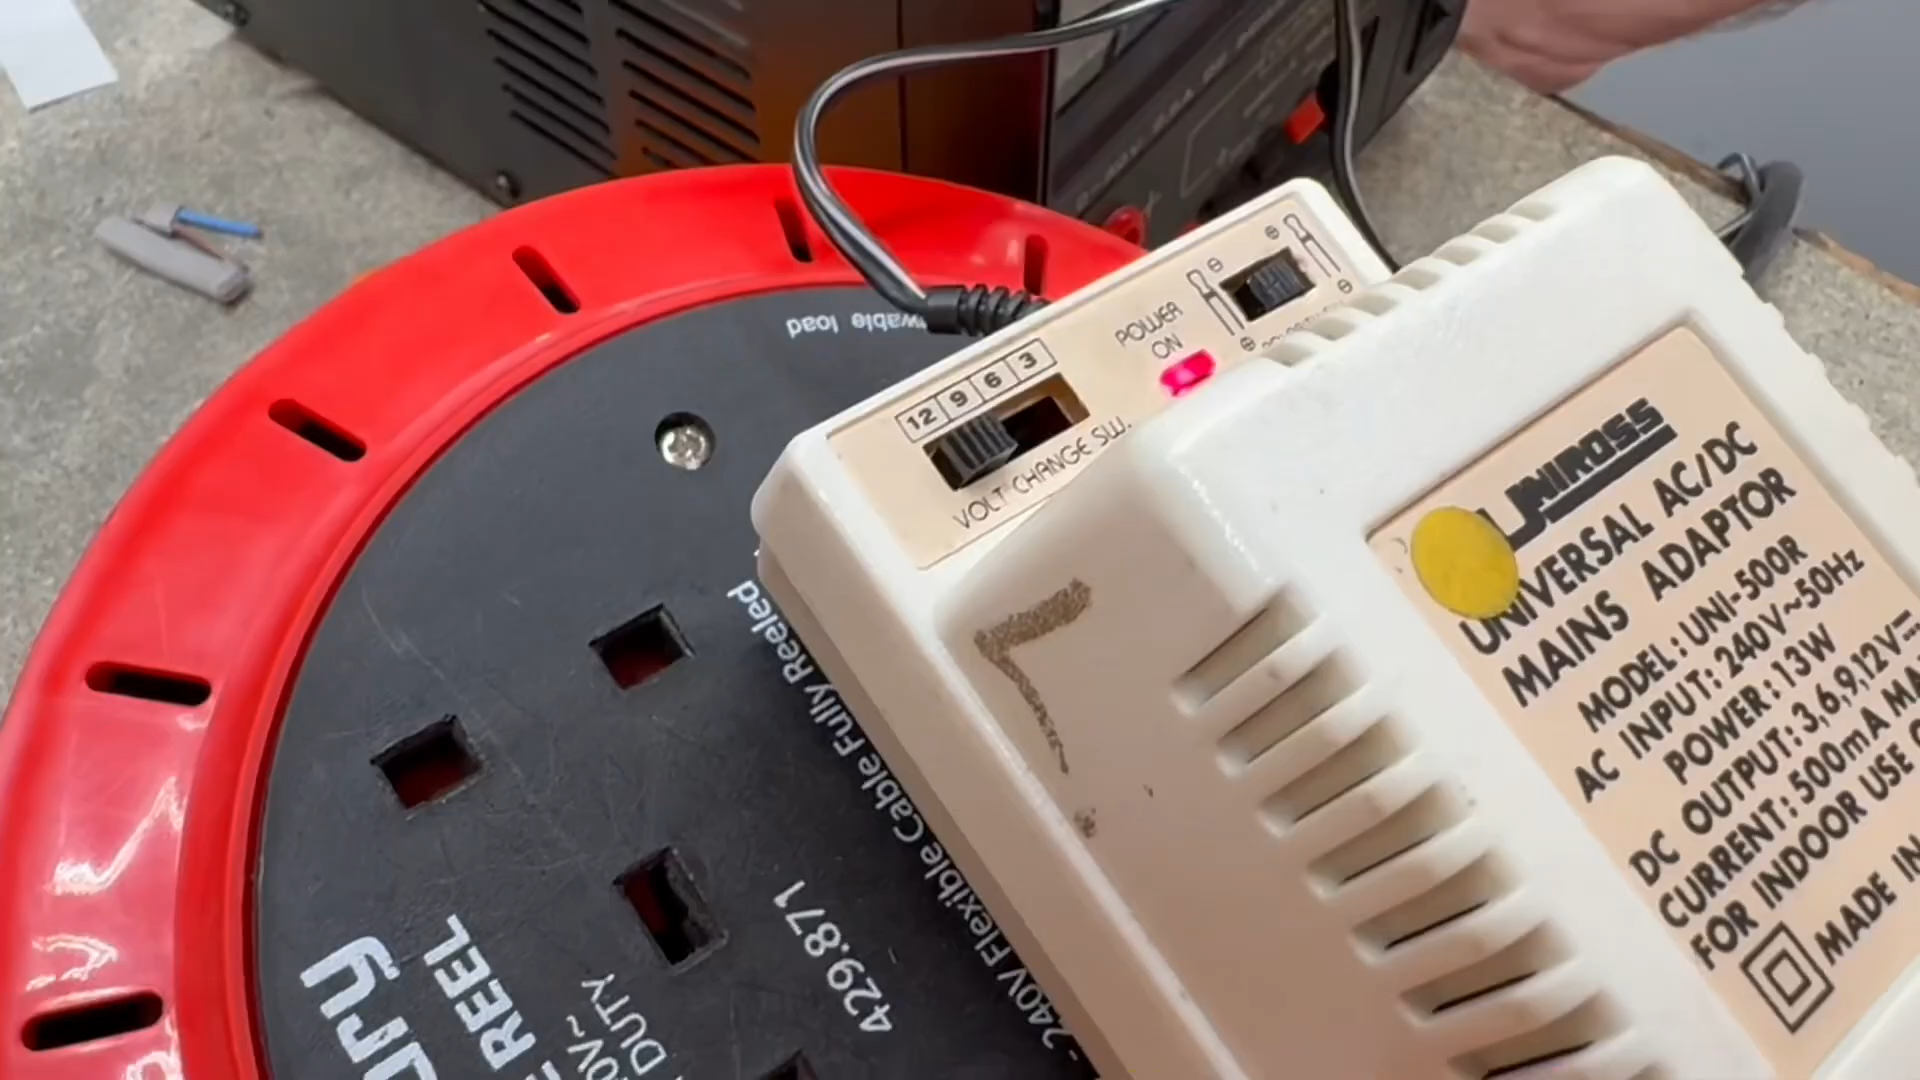 12 9 6 3
VOLT CHANGE SW.
POWER
ON
UNIROSS
UNIVERSAL AC/DC
MAINS ADAPTOR
MODEL: UNI-500R
AC INPUT: 240V~50Hz
POWER: 13W
DC OUTPUT: 3,6,9,12V
CURRENT: 500mA
FOR INDOOR USE
MADE IN
load
Cable Fully Reeled
240V Flexible Cable
429.871
REEL
DUTY